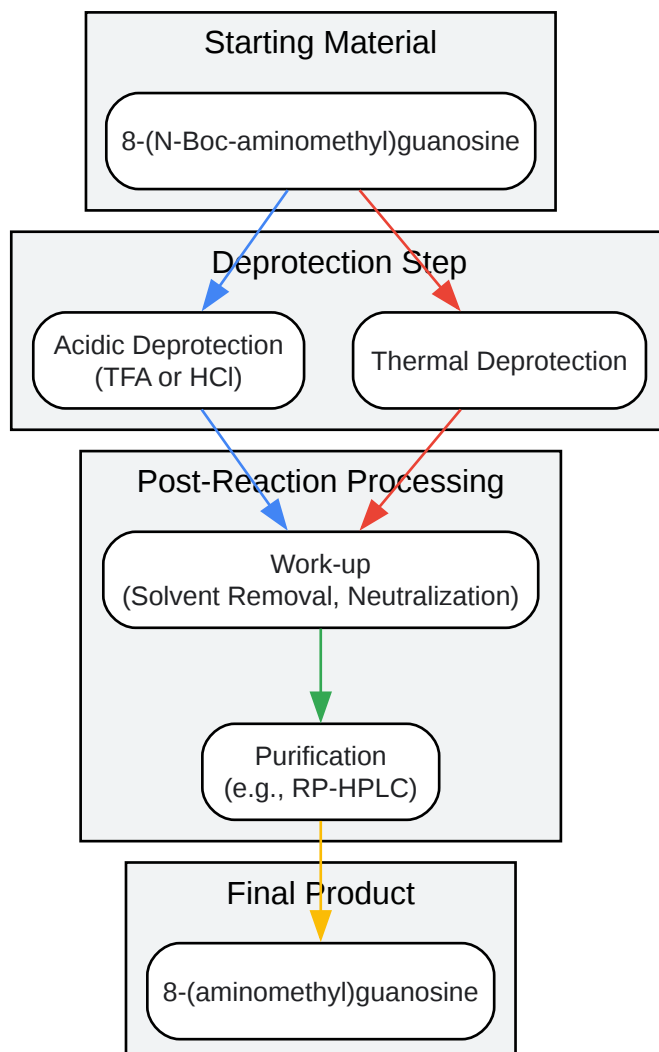 Starting Material
8-(N-Boc-aminomethyl)guanosine
Deprotection Step
Acidic Deprotection
(TFA or HCl)
Thermal Deprotection
Post-Reaction Processing
Work-up
(Solvent Removal, Neutralization)
Purification
(e.g., RP-HPLC)
Final Product
8-(aminomethyl)guanosine